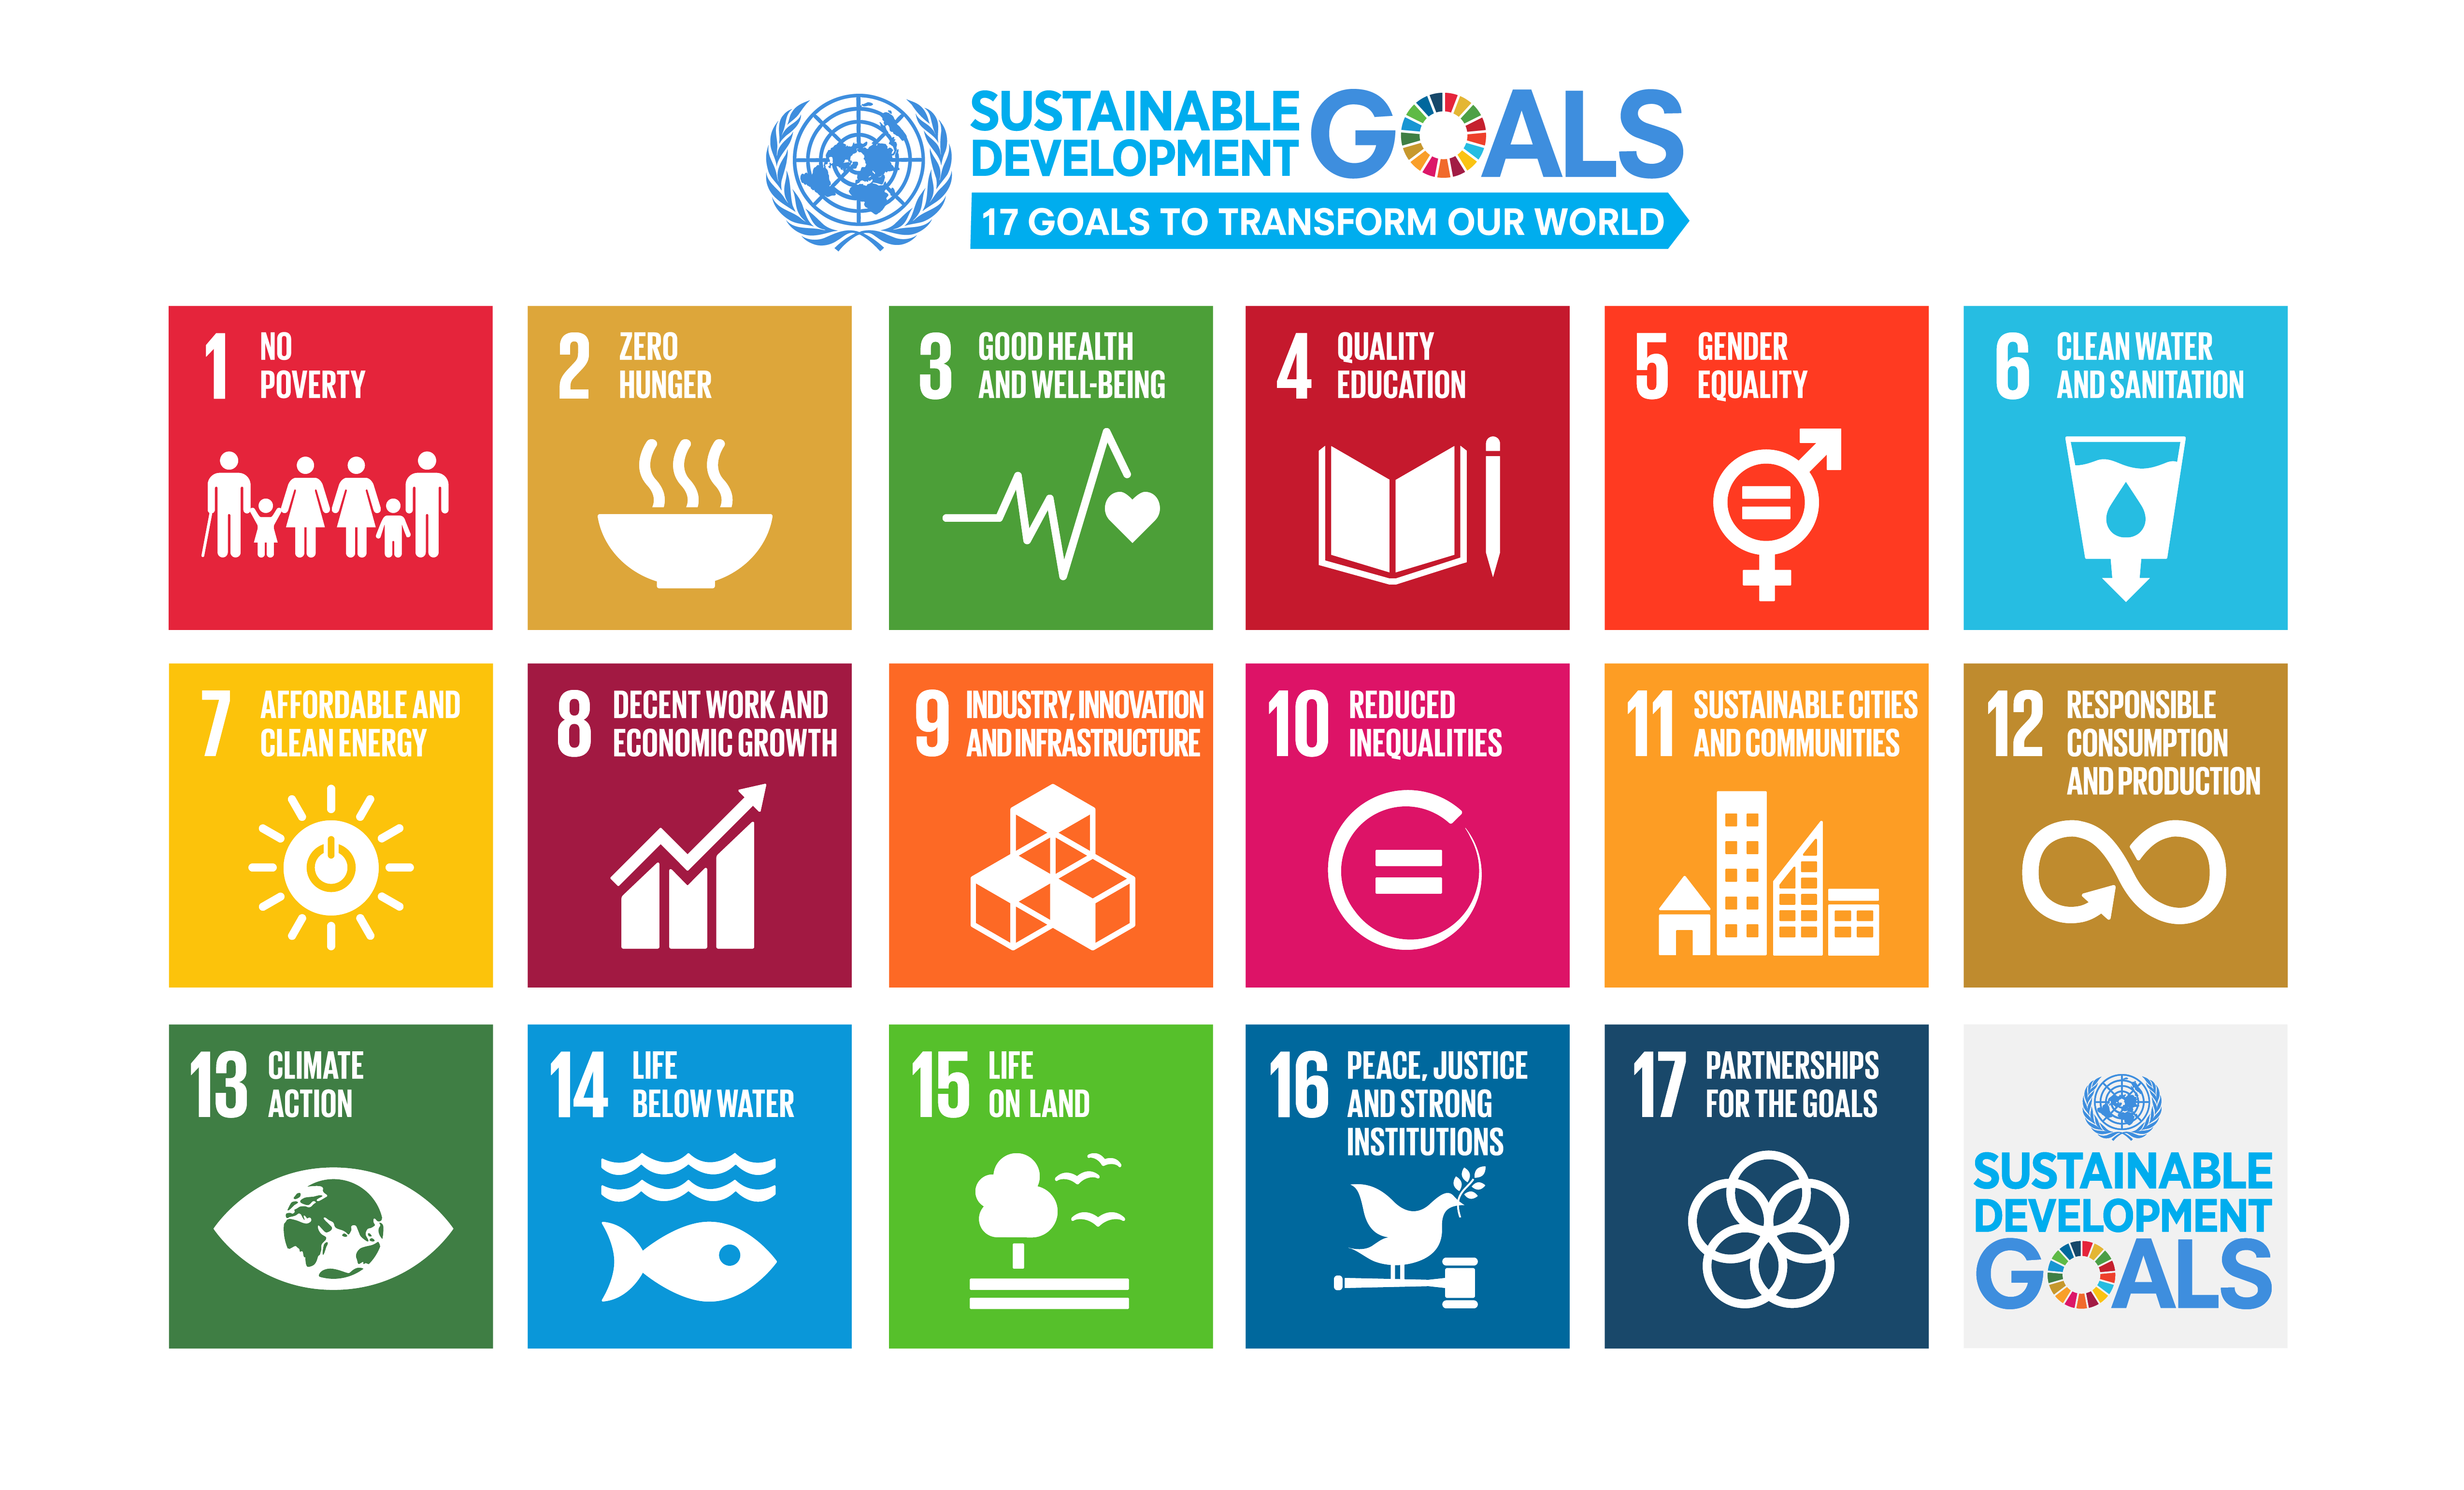 SUSTAINABLE
DEVELOPMENT
GOALS
17 GOALS TO TRANSFORM OUR WORLD
1 NO
POVERTY
2 ZERO
HUNGER
3 GOOD HEALTH
AND WELL-BEING
4 QUALITY
EDUCATION
5 GENDER
EQUALITY
6 CLEAN WATER
AND SANITATION
7 AFFORDABLE AND
CLEAN ENERGY
8 DECENT WORK AND
ECONOMIC GROWTH
9 INDUSTRY, INNOVATION
AND INFRASTRUCTURE
10 REDUCED
INEQUALITIES
11 SUSTAINABLE CITIES
AND COMMUNITIES
12 RESPONSIBLE
CONSUMPTION
AND PRODUCTION
13 CLIMATE
ACTION
14 LIFE
BELOW WATER
15 LIFE
ON LAND
16 PEACE, JUSTICE
AND STRONG
INSTITUTIONS
17 PARTNERSHIPS
FOR THE GOALS
SUSTAINABLE
DEVELOPMENT
GOALS